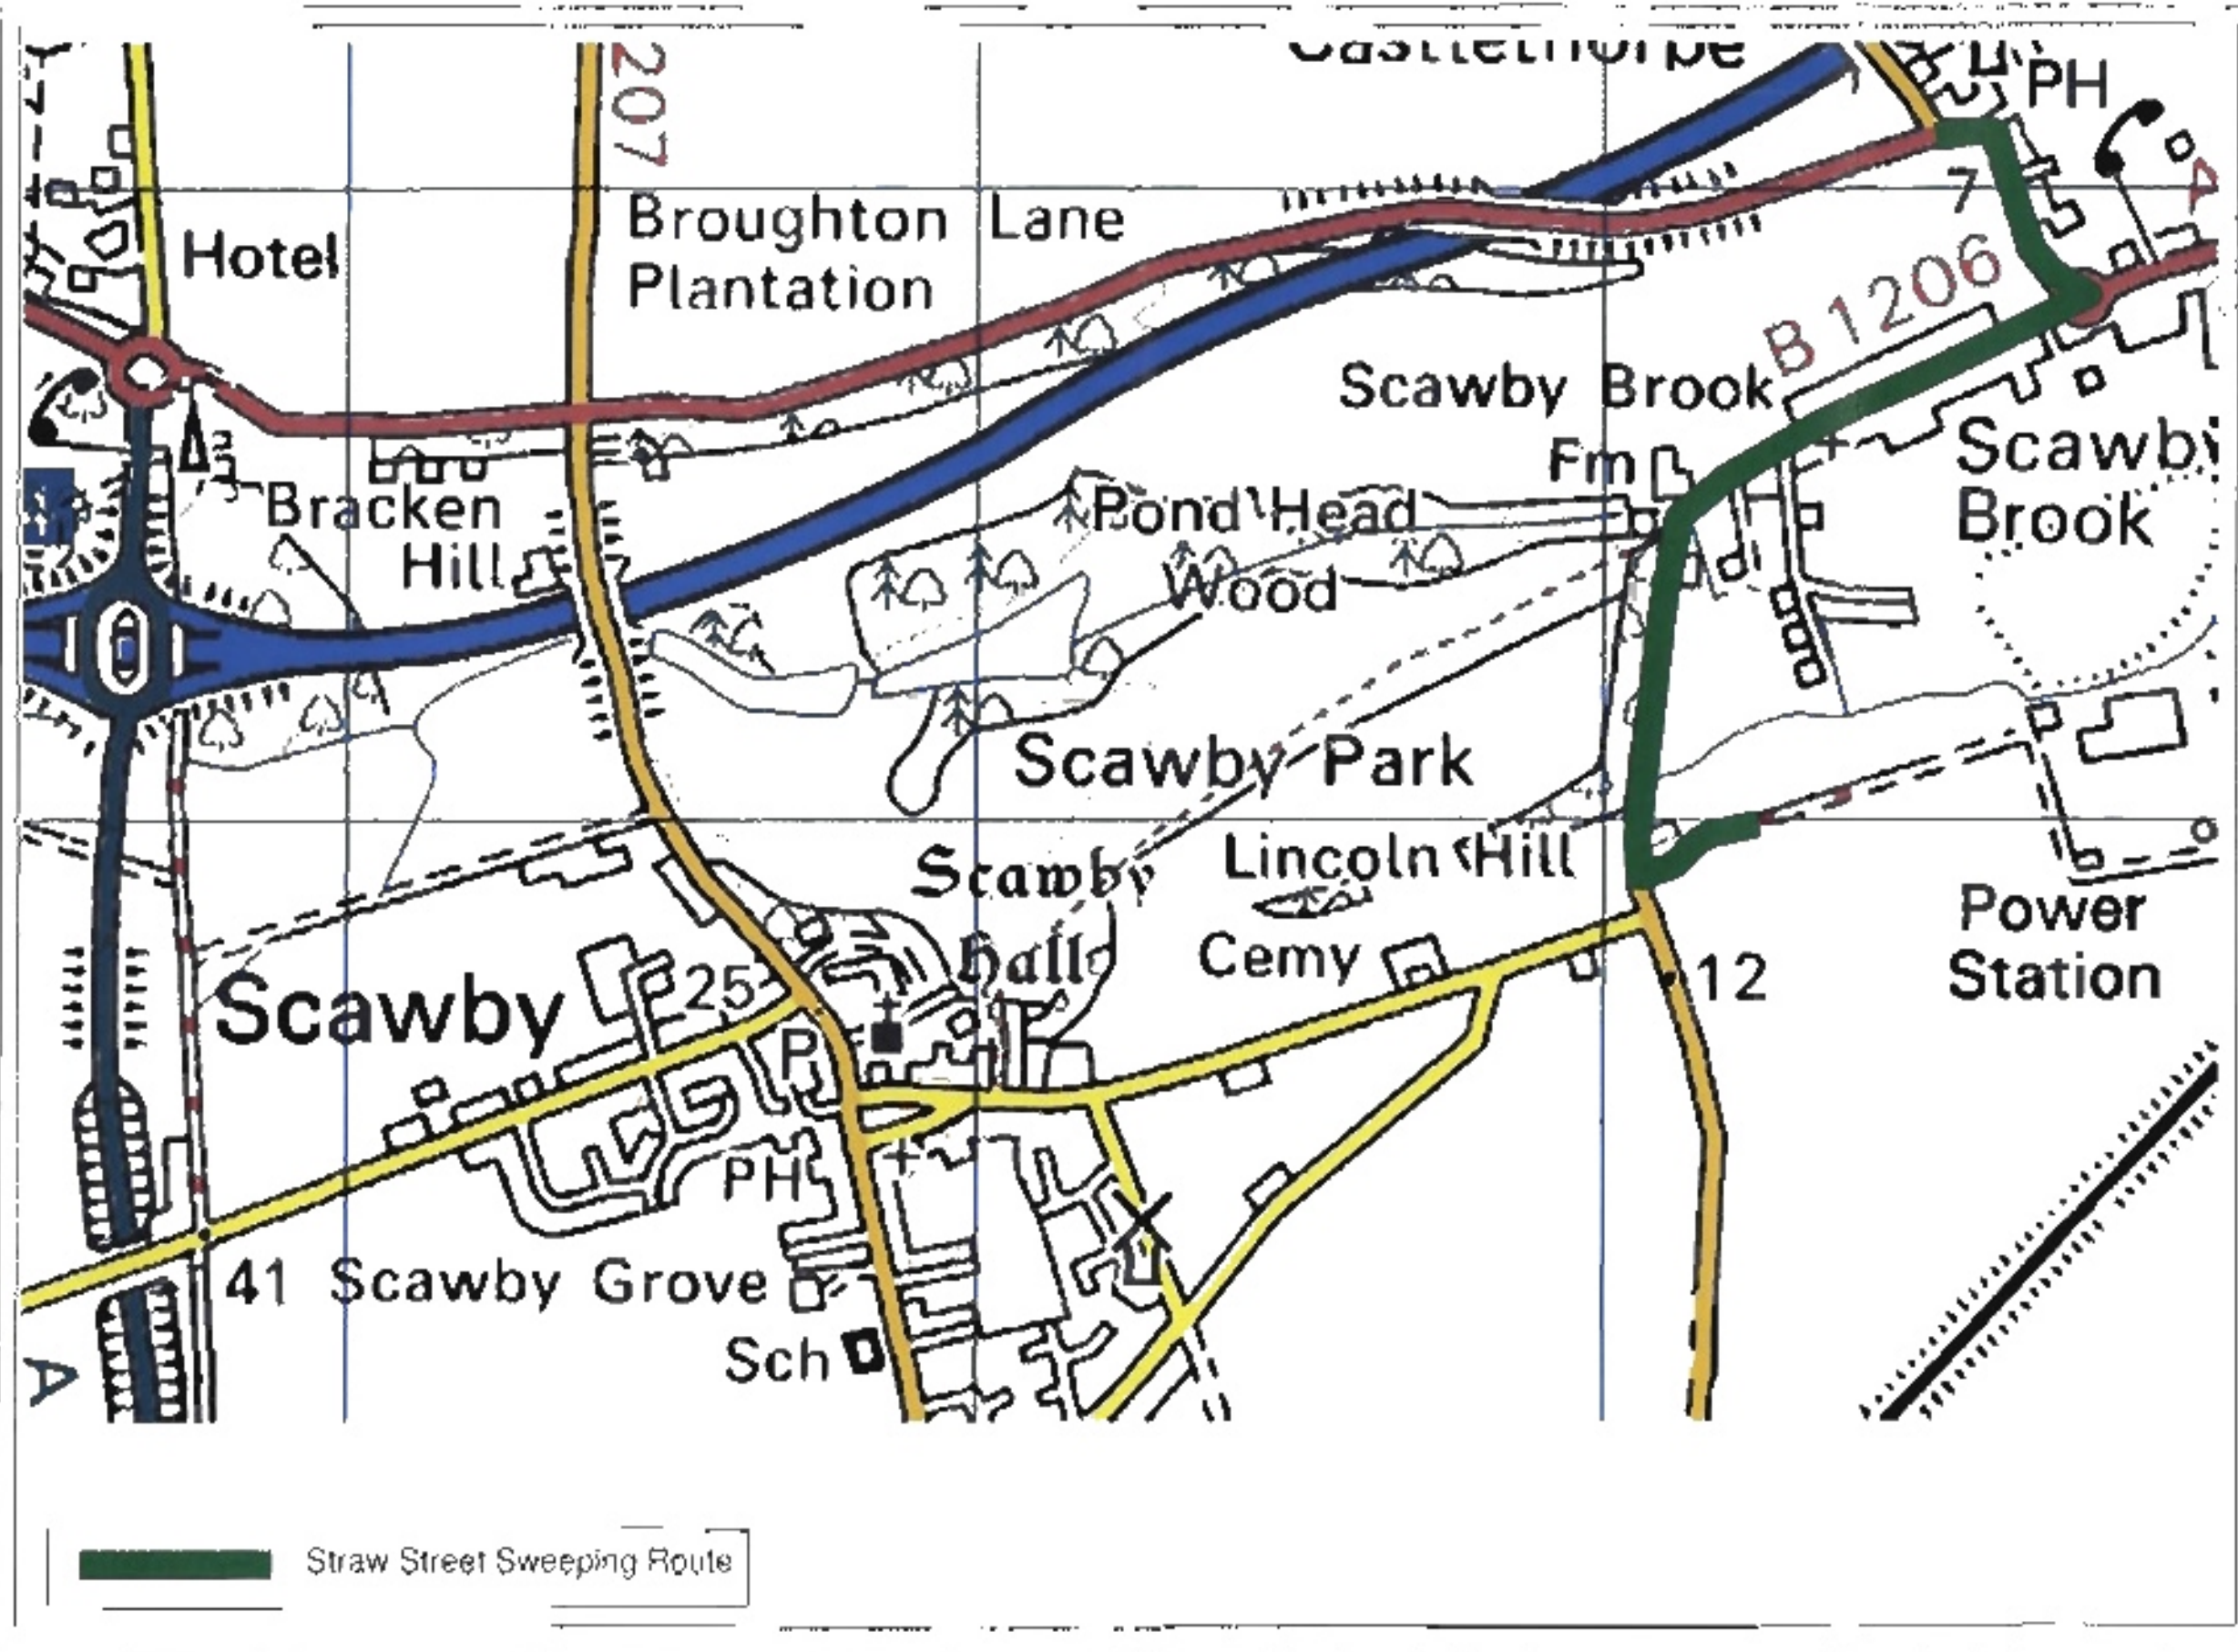 Castlethorpe
PH
207
7
A
Hotel
Broughton Lane
Plantation
B 1206
Scawby Brook
Fm
Scawby
Brook
Bracken
Hill
Pond Head
Wood
Scawby Park
Scawby
Hall
Lincoln Hill
Cemy
Power
Station
12
Scawby
25
P
PH
41
Scawby Grove
Sch
A
Straw Street Sweeping Route